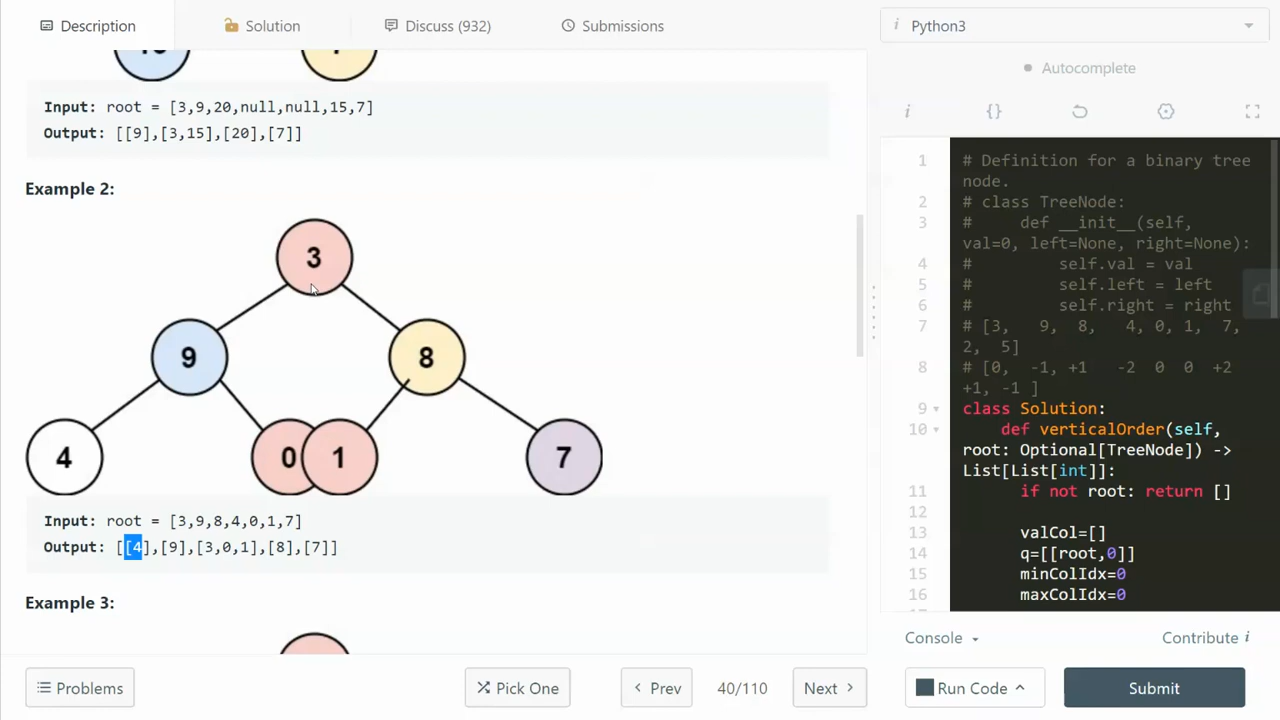 Description
Solution
Discuss (932)
Submissions
Input: root = [3,9,20,null,null,15,7]
Output: [[9],[3,15],[20],[7]]
Example 2:
3
9
8
4
0
1
7
Input: root = [3,9,8,4,0,1,7]
Output: [[4],[9],[3,0,1],[8],[7]]
Example 3:
Problems
Pick One
Prev
40/110
Next
i Python3
Autocomplete
i
{}
1 # Definition for a binary tree
node.
2 # class TreeNode:
3 #     def __init__(self,
val=0, left=None, right=None):
4 #         self.val = val
5 #         self.left = left
6 #         self.right = right
7 # [3,   9,  8,   4, 0, 1, 7,
2,  5]
8 # [0,  -1, +1   -2  0  0  +2
+1, -1 ]
9 class Solution:
10     def verticalOrder(self,
root: Optional[TreeNode]) ->
List[List[int]]:
11       if not root: return []
12
13       valCol=[]
14       q=[[root,0]]
15       minColIdx=0
16       maxColIdx=0
Console
Contribute i
Run Code
Submit